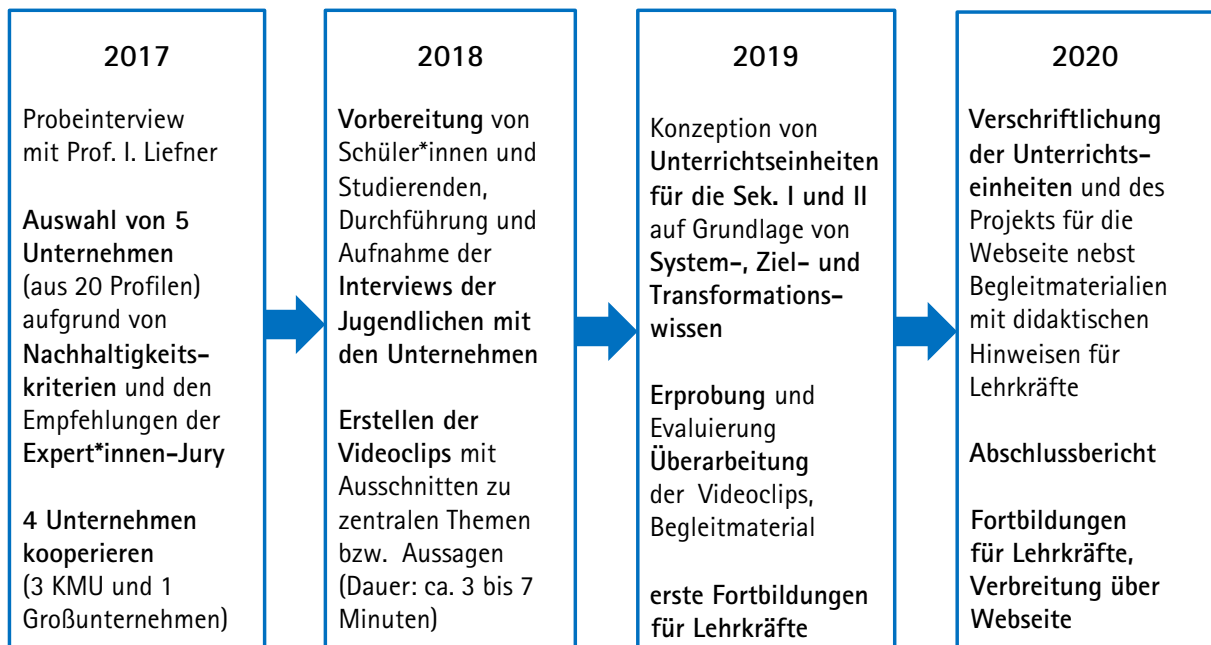 2017
Probeinterview
mit Prof. I. Liefner
Auswahl von 5
Unternehmen
(aus 20 Profilen)
aufgrund von
Nachhaltigkeits-
kriterien und den
Empfehlungen der
Expert*innen-Jury
4 Unternehmen
kooperieren
(3 KMU und 1
Großunternehmen)
2018
Vorbereitung von
Schüler*innen und
Studierenden,
Durchführung und
Aufnahme der
Interviews der
Jugendlichen mit
den Unternehmen
Erstellen der
Videoclips mit
Ausschnitten zu
zentralen Themen
bzw. Aussagen
(Dauer: ca. 3 bis 7
Minuten)
2019
Konzeption von
Unterrichtseinheiten
für die Sek. I und II
auf Grundlage von
System-, Ziel- und
Transformations-
wissen
Erprobung und
Evaluierung
Überarbeitung
der Videoclips,
Begleitmaterial
erste Fortbildungen
für Lehrkräfte
2020
Verschriftlichung
der Unterrichts-
einheiten und des
Projekts für die
Webseite nebst
Begleitmaterialien
mit didaktischen
Hinweisen für
Lehrkräfte
Abschlussbericht
Fortbildungen
für Lehrkräfte,
Verbreitung über
Webseite